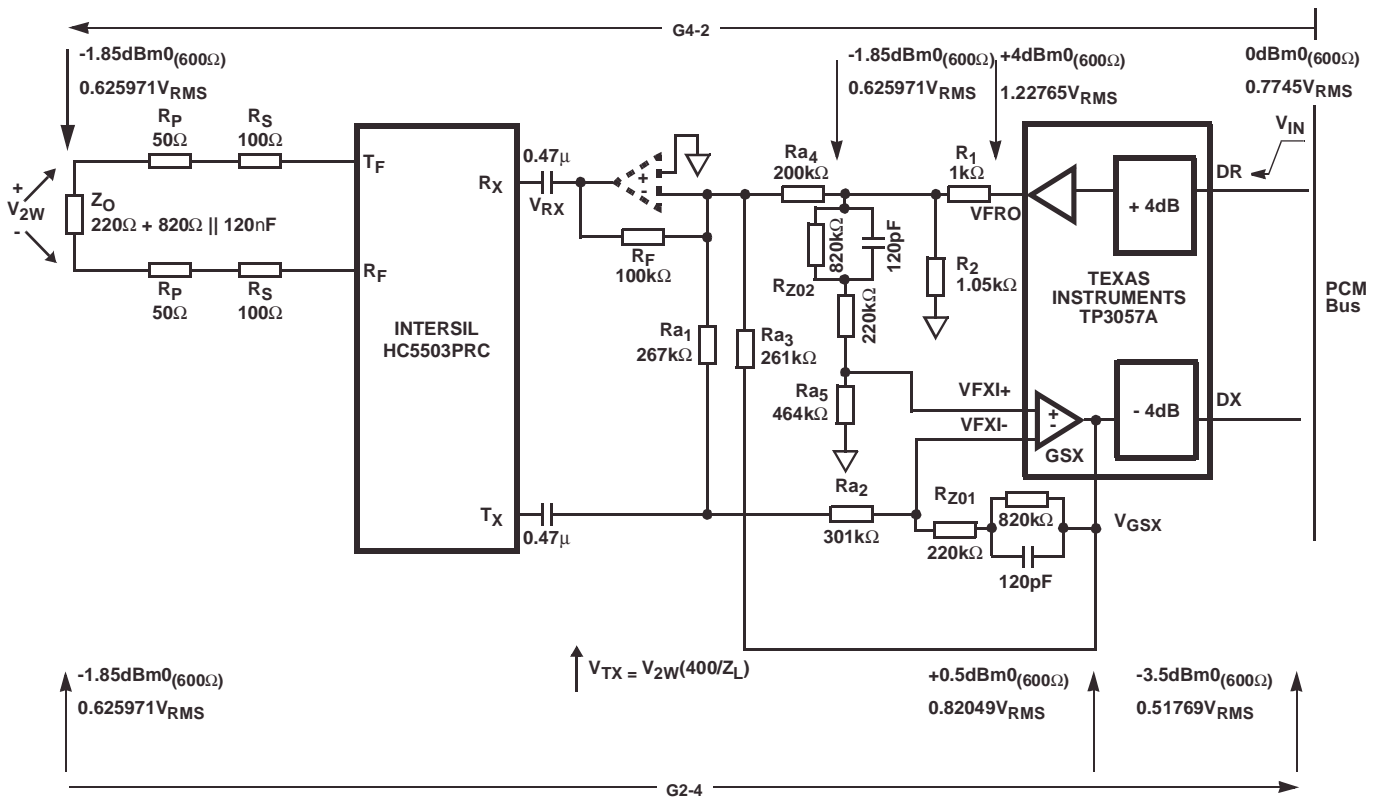 G4-2
-1.85dBm0(600Ω)
0.625971VRMS
-1.85dBm0(600Ω)
0.625971VRMS
+4dBm0(600Ω)
1.22765VRMS
0dBm0(600Ω)
0.7745VRMS
RP
50Ω
RS
100Ω
TF
RX
0.47µ
VRX
+
-
Ra4
200kΩ
R1
1kΩ
VFRO
+ 4dB
DR
VIN
+
V2W
-
ZO
220Ω + 820Ω || 120nF
RF
100kΩ
820kΩ
120pF
RZ02
220kΩ
R2
1.05kΩ
TEXAS
INSTRUMENTS
TP3057A
PCM
Bus
RF
RP
50Ω
RS
100Ω
INTERSIL
HC5503PRC
Ra1
267kΩ
Ra3
261kΩ
Ra5
464kΩ
VFXI+
VFXI-
+
-
GSX
- 4dB
DX
TX
0.47µ
Ra2
301kΩ
RZ01
820kΩ
220kΩ
120pF
VGSX
VTX = V2W(400/ZL)
-1.85dBm0(600Ω)
0.625971VRMS
+0.5dBm0(600Ω)
0.82049VRMS
-3.5dBm0(600Ω)
0.51769VRMS
G2-4